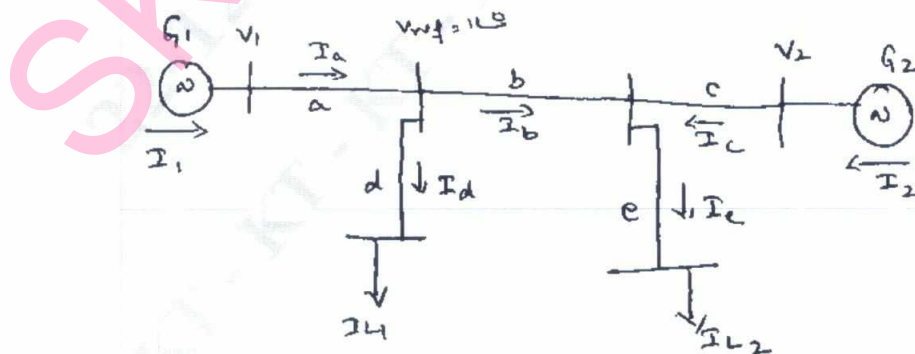 G1
V1
Ia
Vref = 1∠0
V2
G2
a
b
c
I1
Ib
Ic
I2
d
Id
e
Ie
IL1
IL2